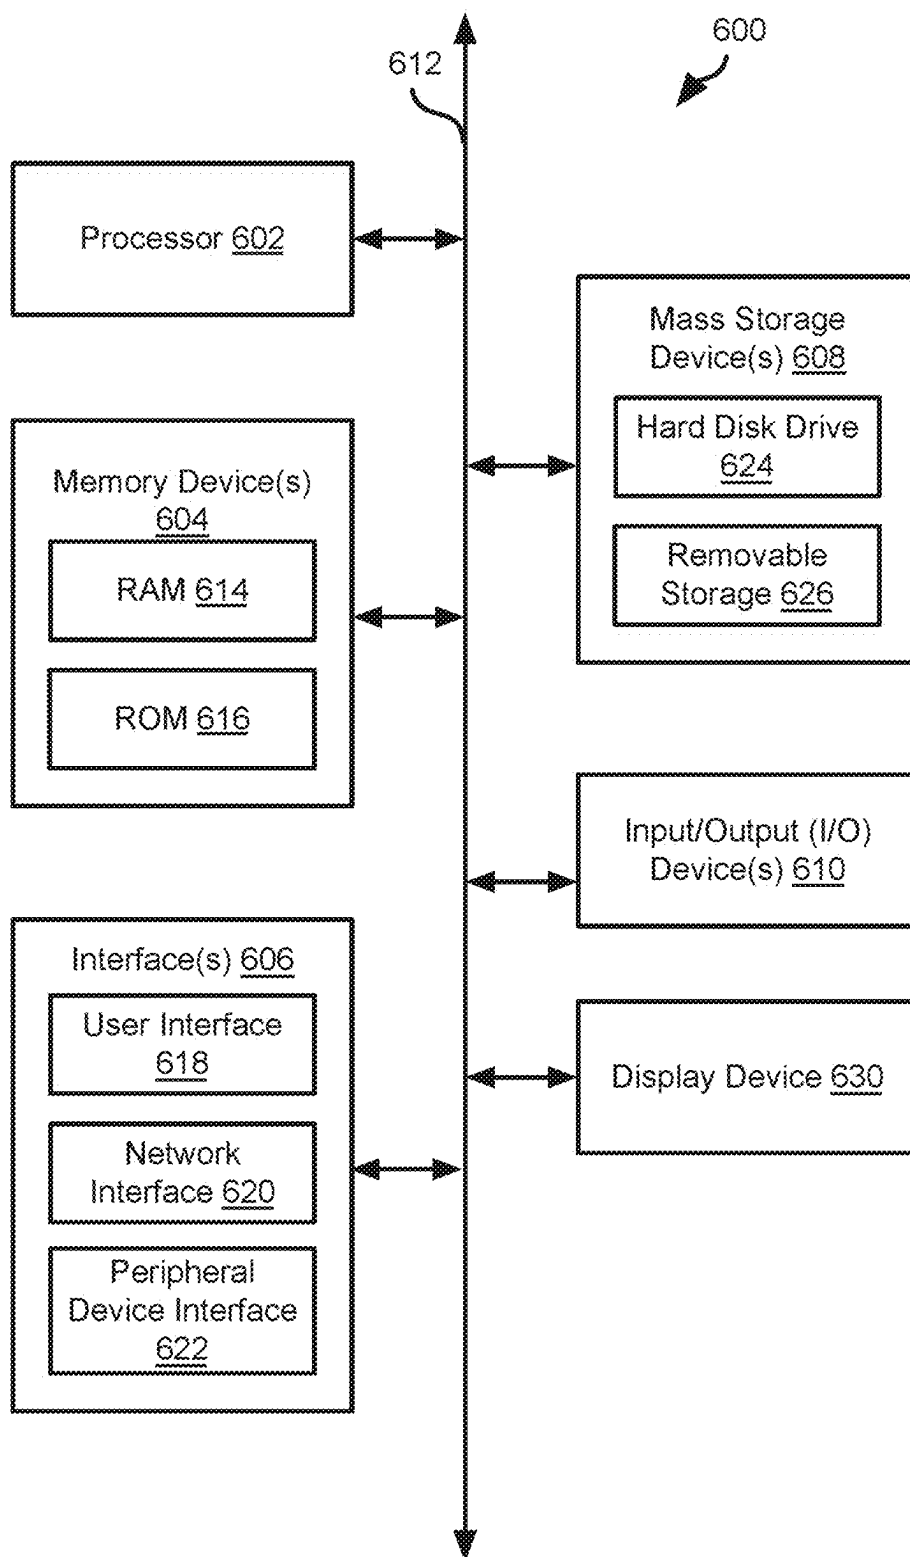 600
612
Processor 602
Memory Device(s)
604
RAM 614
ROM 616
Interface(s) 606
User Interface
618
Network
Interface 620
Peripheral
Device Interface
622
Mass Storage
Device(s) 608
Hard Disk Drive
624
Removable
Storage 626
Input/Output (I/O)
Device(s) 610
Display Device 630